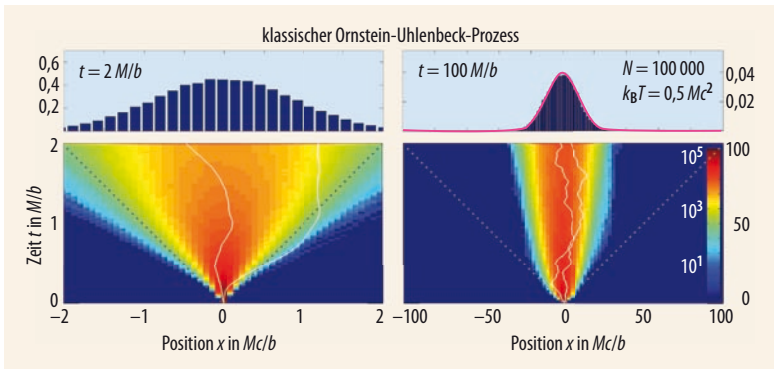 klassischer Ornstein-Uhlenbeck-Prozess
0,6
0,4
0,2
t = 2 M/b
t = 100 M/b
N = 100 000
k_BT = 0,5 Mc²
0,04
0,02
2
1
0
Zeit t in M/b
−2 −1 0 1 2
Position x in Mc/b
10⁵
10³
10¹
100
50
0
−100 −50 0 50 100
Position x in Mc/b